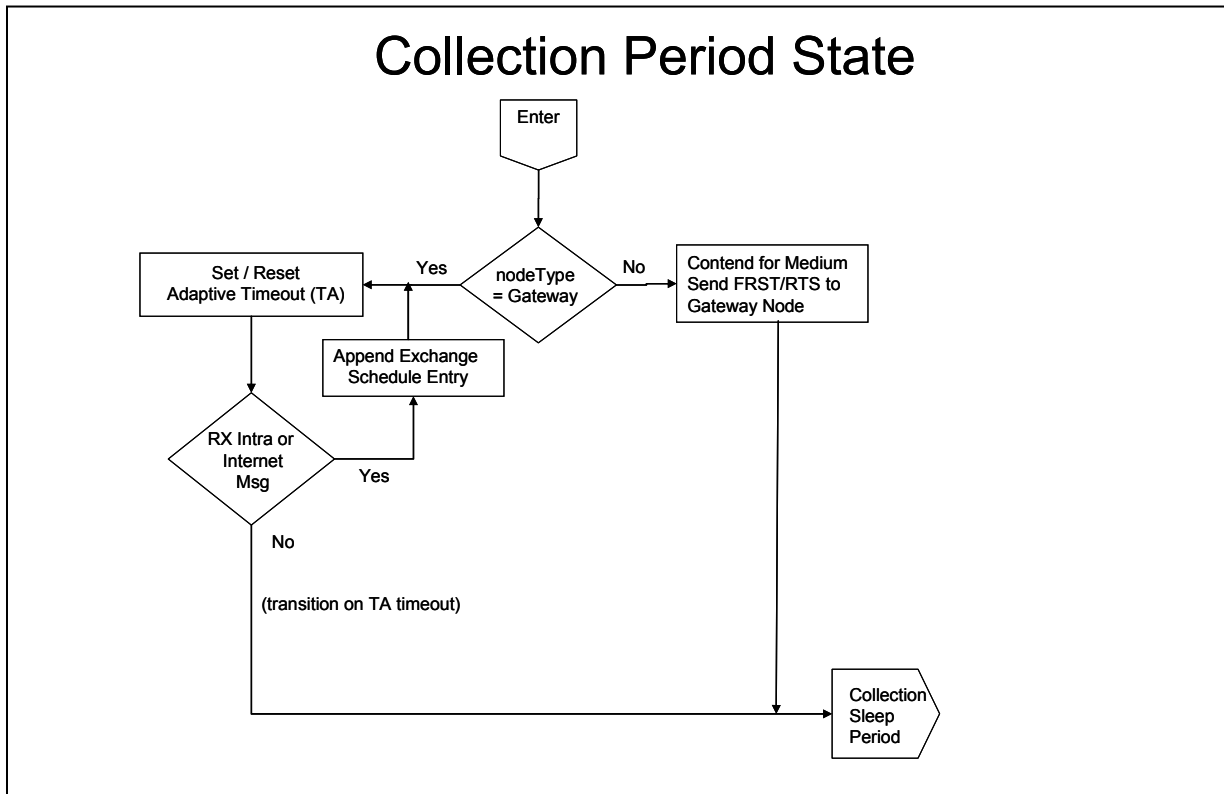 Collection Period State
Enter
Yes
nodeType
= Gateway
No
Set / Reset
Adaptive Timeout (TA)
Contend for Medium
Send FRST/RTS to
Gateway Node
Append Exchange
Schedule Entry
RX Intra or
Internet
Msg
Yes
No
(transition on TA timeout)
Collection
Sleep
Period